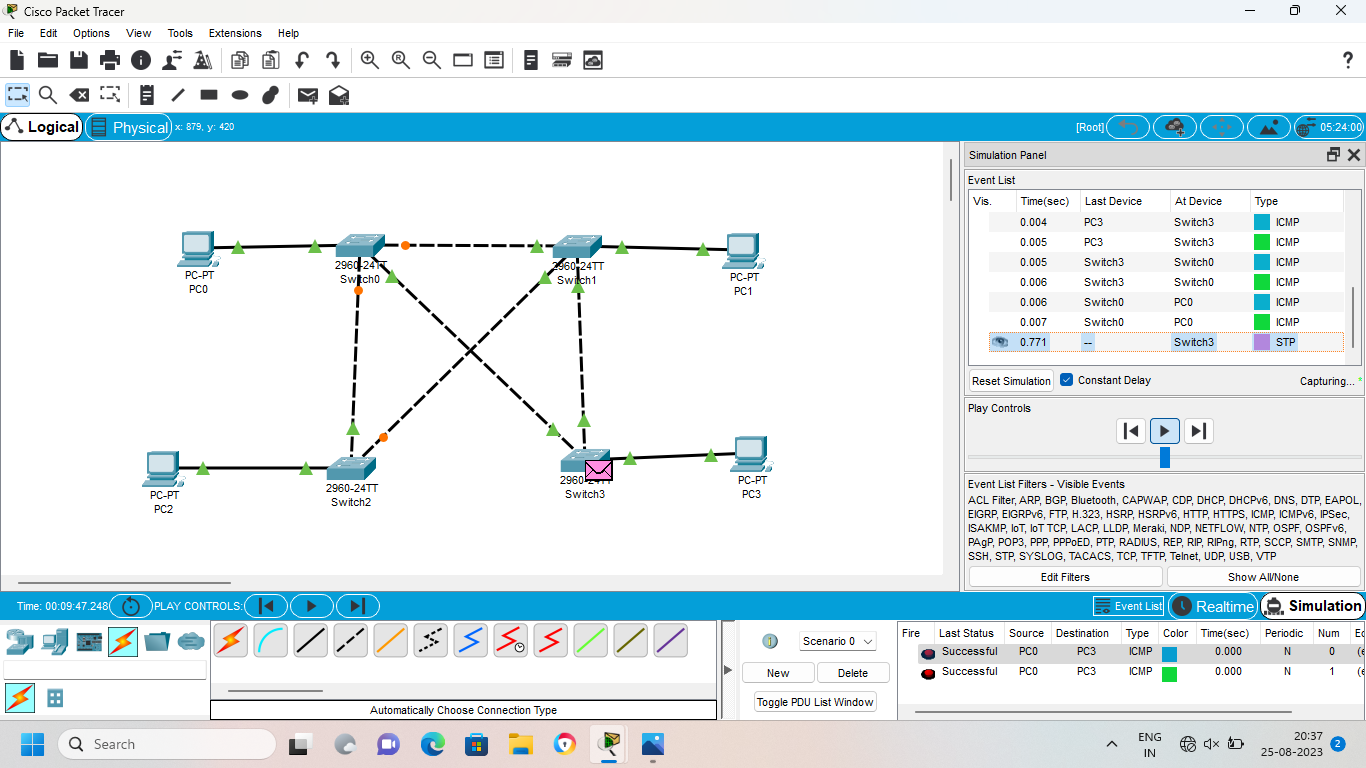 Cisco Packet Tracer
File Edit Options View Tools Extensions Help
Logical Physical x: 879, y: 420 [Root] 05:24:00
PC-PT
PC0
2960-24TT
Switch0
2960-24TT
Switch1
PC-PT
PC1
PC-PT
PC2
2960-24TT
Switch2
2960-24TT
Switch3
PC-PT
PC3
Simulation Panel
Event List
Vis. Time(sec) Last Device At Device Type
0.004 PC3 Switch3 ICMP
0.005 PC3 Switch3 ICMP
0.005 Switch3 Switch0 ICMP
0.006 Switch3 Switch0 ICMP
0.006 Switch0 PC0 ICMP
0.007 Switch0 PC0 ICMP
0.771 -- Switch3 STP
Reset Simulation Constant Delay Capturing... *
Play Controls
Event List Filters - Visible Events
ACL Filter, ARP, BGP, Bluetooth, CAPWAP, CDP, DHCP, DHCPv6, DNS, DTP, EAPOL,
EIGRP, EIGRPv6, FTP, H.323, HSRP, HSRPv6, HTTP, HTTPS, ICMP, ICMPv6, IPSec,
ISAKMP, IoT, IoT TCP, LACP, LLDP, Meraki, NDP, NETFLOW, NTP, OSPF, OSPFv6,
PAgP, POP3, PPP, PPPoED, PTP, RADIUS, REP, RIP, RIPng, RTP, SCCP, SMTP, SNMP,
SSH, STP, SYSLOG, TACACS, TCP, TFTP, Telnet, UDP, USB, VTP
Edit Filters Show All/None
Time: 00:09:47.248 PLAY CONTROLS: Event List Realtime Simulation
Automatically Choose Connection Type
Scenario 0
New Delete
Toggle PDU List Window
Fire Last Status Source Destination Type Color Time(sec) Periodic Num Ec
Successful PC0 PC3 ICMP 0.000 N 0 (e
Successful PC0 PC3 ICMP 0.000 N 1 (e
Search
ENG
IN
20:37
25-08-2023
2